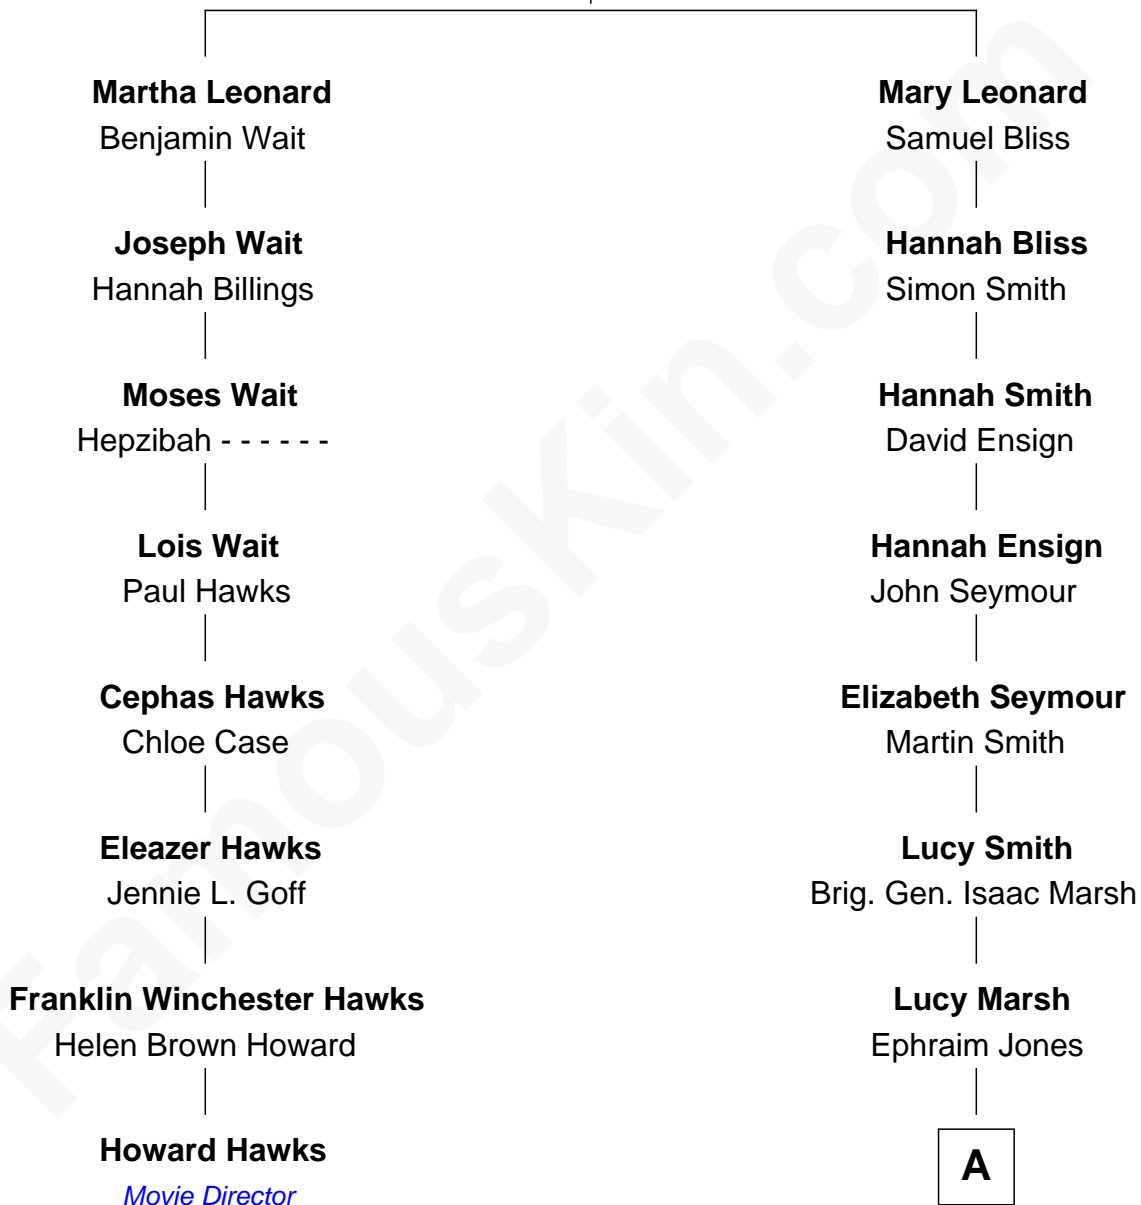 Martha Leonard
Benjamin Wait
Mary Leonard
Samuel Bliss
Joseph Wait
Hannah Billings
Hannah Bliss
Simon Smith
Moses Wait
Hepzibah - - - - - -
Hannah Smith
David Ensign
Lois Wait
Paul Hawks
Hannah Ensign
John Seymour
Cephas Hawks
Chloe Case
Elizabeth Seymour
Martin Smith
Eleazer Hawks
Jennie L. Goff
Lucy Smith
Brig. Gen. Isaac Marsh
Franklin Winchester Hawks
Helen Brown Howard
Lucy Marsh
Ephraim Jones
Howard Hawks
Movie Director
A
FamousKin.com